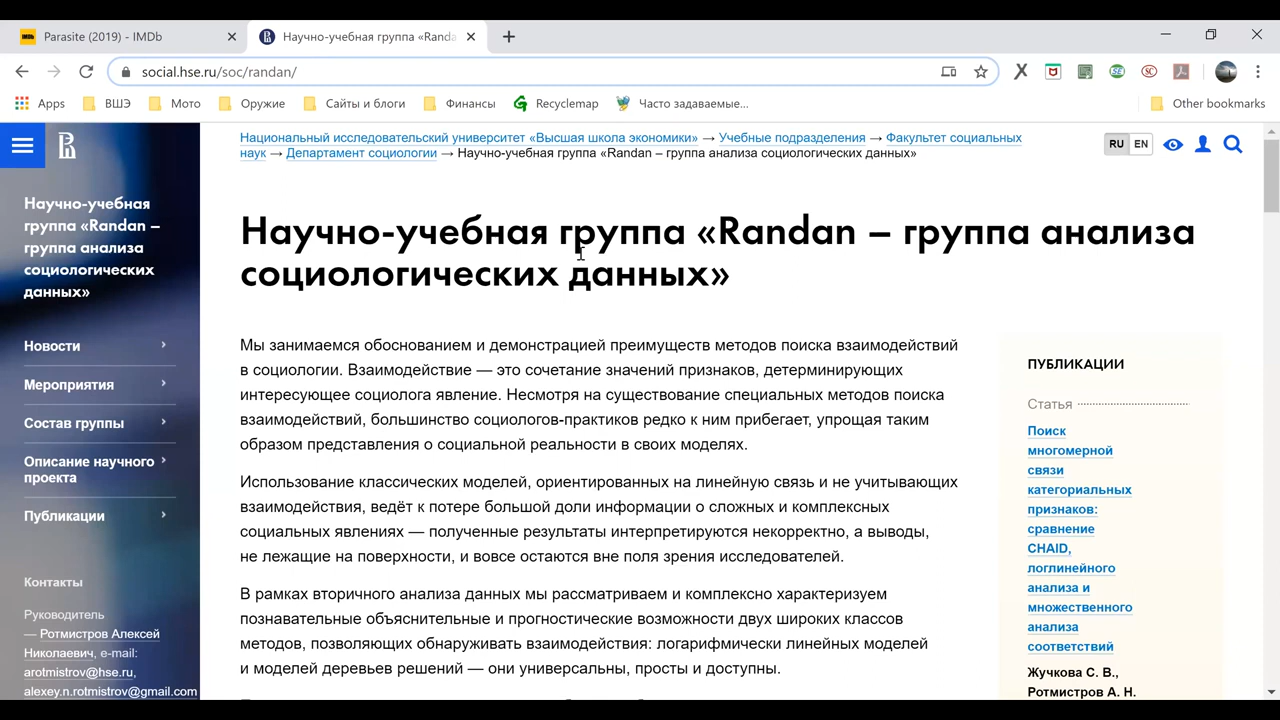 Parasite (2019) - IMDb
Научно-учебная группа «Randa
social.hse.ru/soc/randan/
Apps
ВШЭ
Мото
Оружие
Сайты и блоги
Финансы
Recyclemap
Часто задаваемые...
Other bookmarks
Национальный исследовательский университет «Высшая школа экономики» → Учебные подразделения → Факультет социальных
наук → Департамент социологии → Научно-учебная группа «Randan – группа анализа социологических данных»
RU EN
Научно-учебная
группа «Randan –
группа анализа
социологических
данных»
Новости
Мероприятия
Состав группы
Описание научного
проекта
Публикации
Контакты
Руководитель
— Ротмистров Алексей
Николаевич, e-mail:
arotmistrov@hse.ru,
alexey.n.rotmistrov@gmail.com
Научно-учебная группа «Randan – группа анализа
социологических данных»
Мы занимаемся обоснованием и демонстрацией преимуществ методов поиска взаимодействий
в социологии. Взаимодействие — это сочетание значений признаков, детерминирующих
интересующее социолога явление. Несмотря на существование специальных методов поиска
взаимодействий, большинство социологов-практиков редко к ним прибегает, упрощая таким
образом представления о социальной реальности в своих моделях.
Использование классических моделей, ориентированных на линейную связь и не учитывающих
взаимодействия, ведёт к потере большой доли информации о сложных и комплексных
социальных явлениях — полученные результаты интерпретируются некорректно, а выводы,
не лежащие на поверхности, и вовсе остаются вне поля зрения исследователей.
В рамках вторичного анализа данных мы рассматриваем и комплексно характеризуем
познавательные объяснительные и прогностические возможности двух широких классов
методов, позволяющих обнаруживать взаимодействия: логарифмически линейных моделей
и моделей деревьев решений — они универсальны, просты и доступны.
ПУБЛИКАЦИИ
Статья
Поиск
многомерной
связи
категориальных
признаков:
сравнение
CHAID,
логлинейного
анализа и
множественного
анализа
соответствий
Жучкова С. В.,
Ротмистров А. Н.